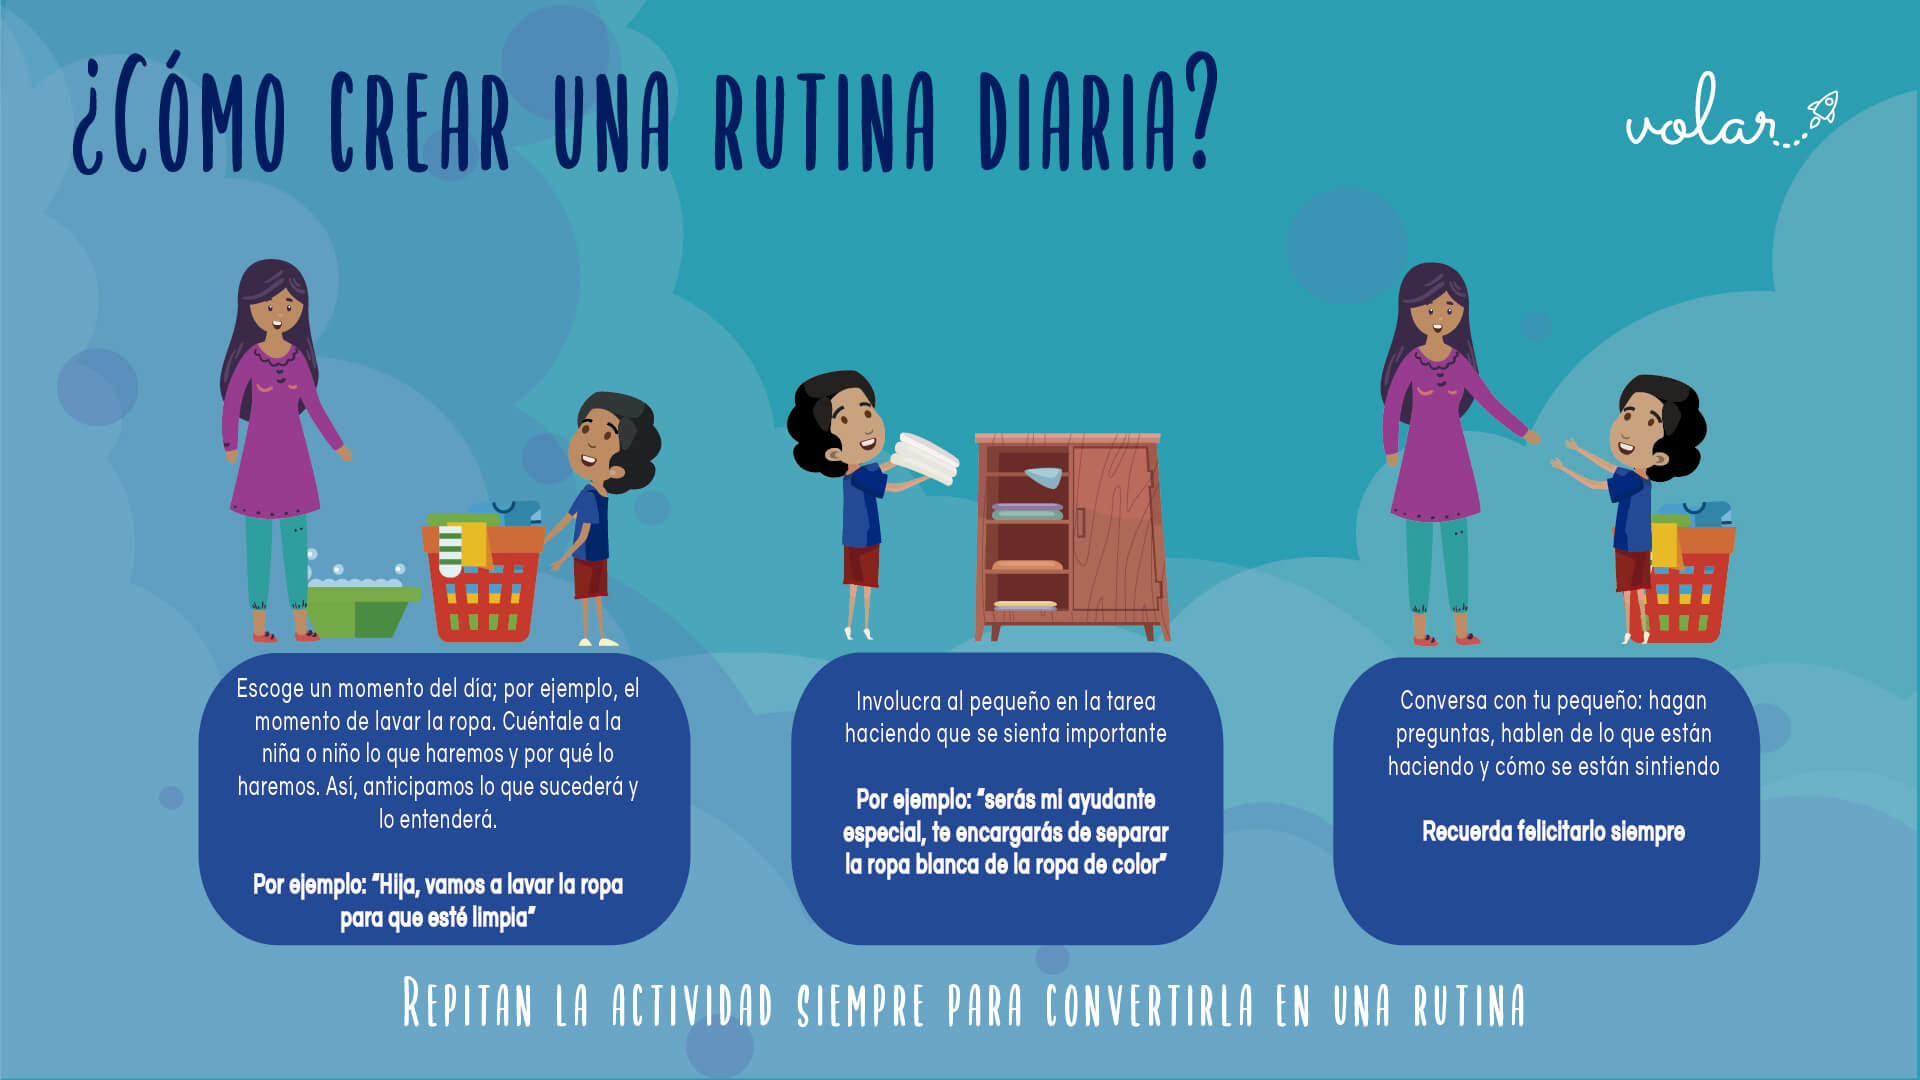 ¿Cómo crear una rutina diaria?
volar
Escoge un momento del día; por ejemplo, el
momento de lavar la ropa. Cuéntale a la
niña o niño lo que haremos y por qué lo
haremos. Así, anticipamos lo que sucederá y
lo entenderá.
Por ejemplo: “Hija, vamos a lavar la ropa
para que esté limpia”
Involucra al pequeño en la tarea
haciendo que se sienta importante
Por ejemplo: “serás mi ayudante
especial, te encargarás de separar
la ropa blanca de la ropa de color”
Conversa con tu pequeño: hagan
preguntas, hablen de lo que están
haciendo y cómo se están sintiendo
Recuerda felicitarlo siempre
Repitan la actividad siempre para convertirla en una rutina